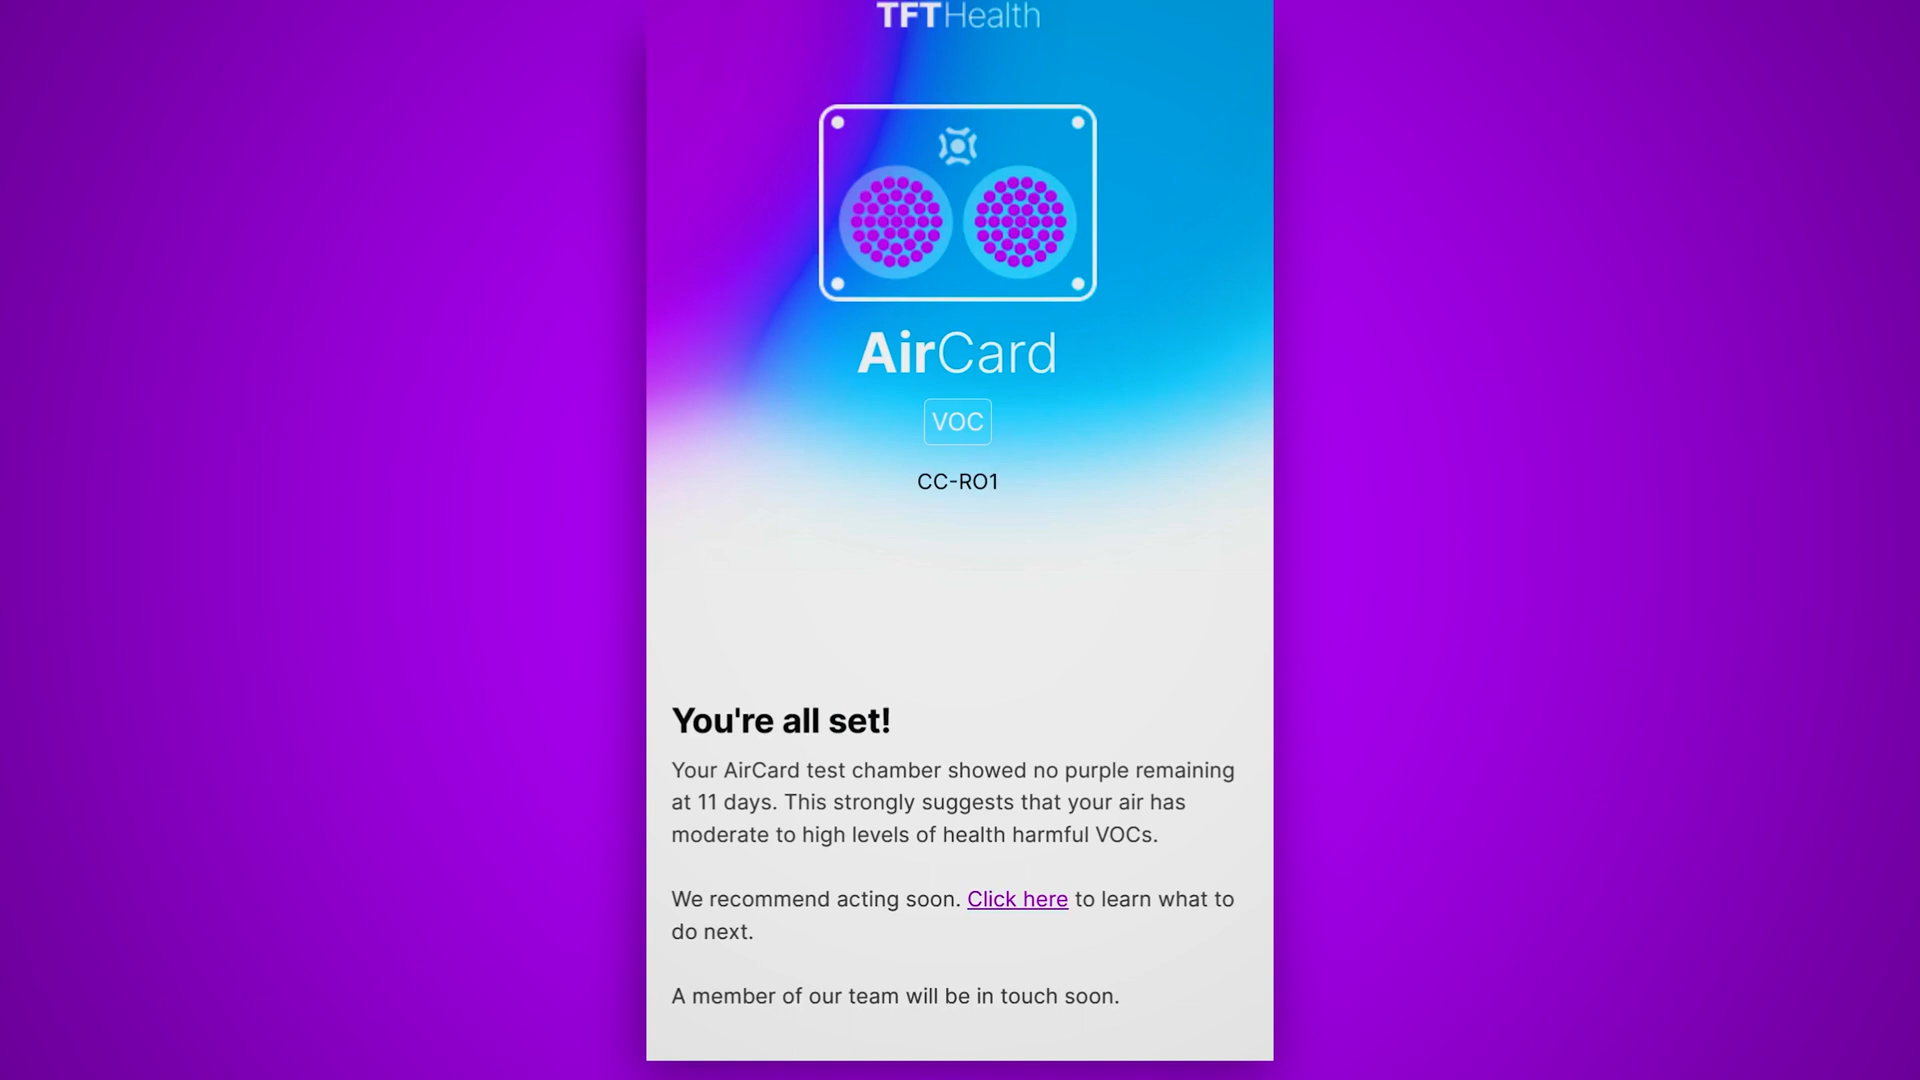 TFTHealth
AirCard
VOC
CC-RO1
You're all set!
Your AirCard test chamber showed no purple remaining
at 11 days. This strongly suggests that your air has
moderate to high levels of health harmful VOCs.
We recommend acting soon. Click here to learn what to
do next.
A member of our team will be in touch soon.